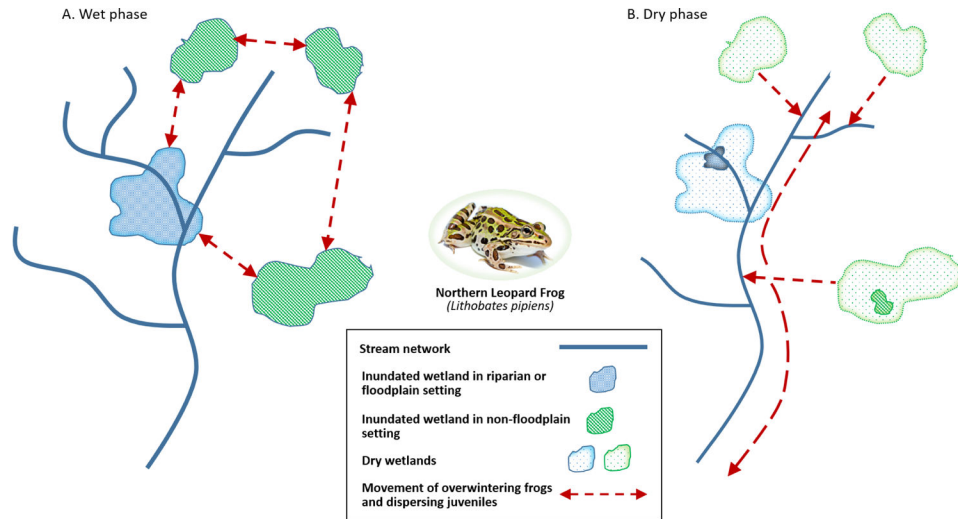 A. Wet phase
B. Dry phase
Northern Leopard Frog
(Lithobates pipiens)
Stream network
Inundated wetland in riparian or
floodplain setting
Inundated wetland in non-floodplain
setting
Dry wetlands
Movement of overwintering frogs
and dispersing juveniles